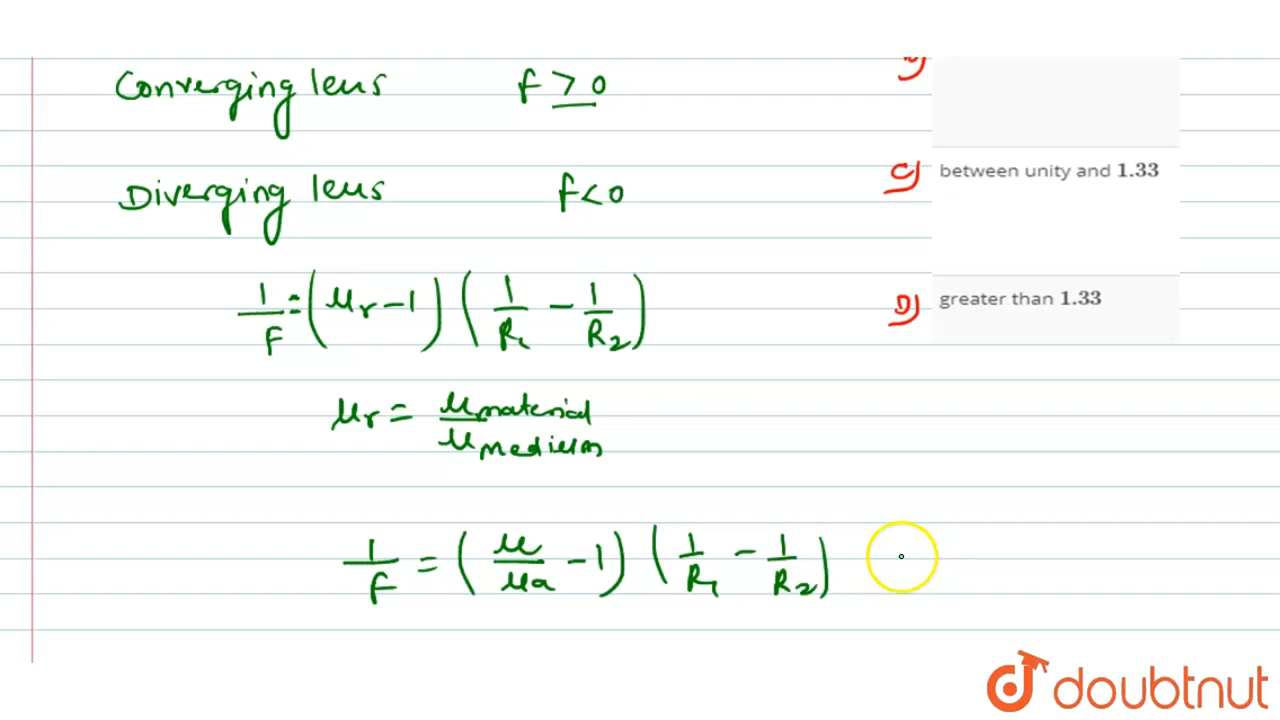 Converging lens f > 0
Diverging lens f < 0
1/F = (μr − 1) (1/R1 − 1/R2)
μr = μmaterial/μmedium
1/F = (μ/μa − 1) (1/R1 − 1/R2)
C) between unity and 1.33
D) greater than 1.33
doubtnut